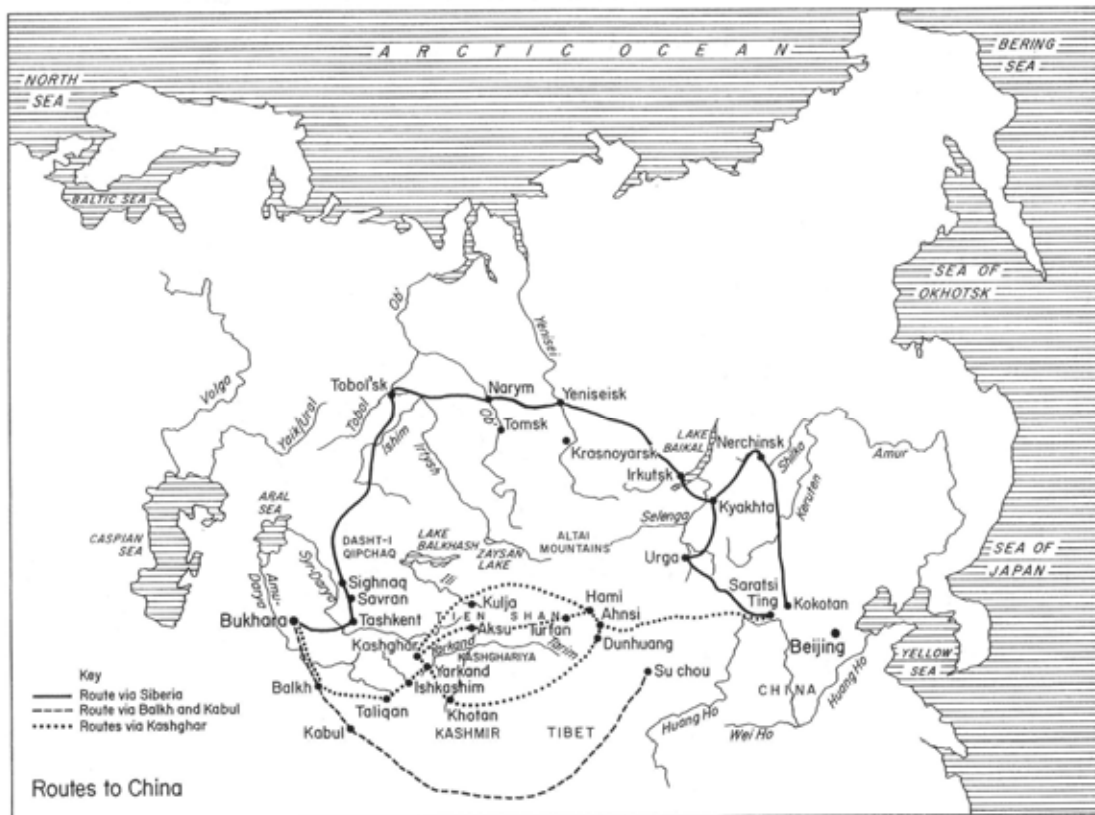 ARCTIC OCEAN
BERING
SEA
NORTH
SEA
BALTIC SEA
SEA OF
OKHOTSK
Ob'
Yenisei
Volga
Yaik/Ural
Tobol
Tobol'sk
Ishim
Irtysh
Narym
Ob'
Tomsk
Yeniseisk
Krasnoyarsk
LAKE
BAIKAL
Irkutsk
Nerchinsk
Shilka
Keruten
Amur
Kyakhta
Selenga
Urga
CASPIAN
SEA
ARAL
SEA
DASHT-I
QIPCHAQ
LAKE
BALKHASH
ZAYSAN
LAKE
ALTAI
MOUNTAINS
SEA OF
JAPAN
Syr-Darya
Amu-
Darya
Sighnaq
Savran
Tashkent
Bukhara
Ili
Kulja
TIEN SHAN
Aksu
Turfan
Hami
Ahnsi
Dunhuang
Saratsi
Ting
Kokotan
Beijing
YELLOW
SEA
Kashghar
Yarkand
KASHGHARIYA
Tarim
Yarkand
Ishkashim
Khotan
KASHMIR
TIBET
Su chou
CHINA
Huang Ho
Huang Ho
Wei Ho
Balkh
Taliqan
Kabul
Key
Route via Siberia
Route via Balkh and Kabul
Routes via Kashghar
Routes to China